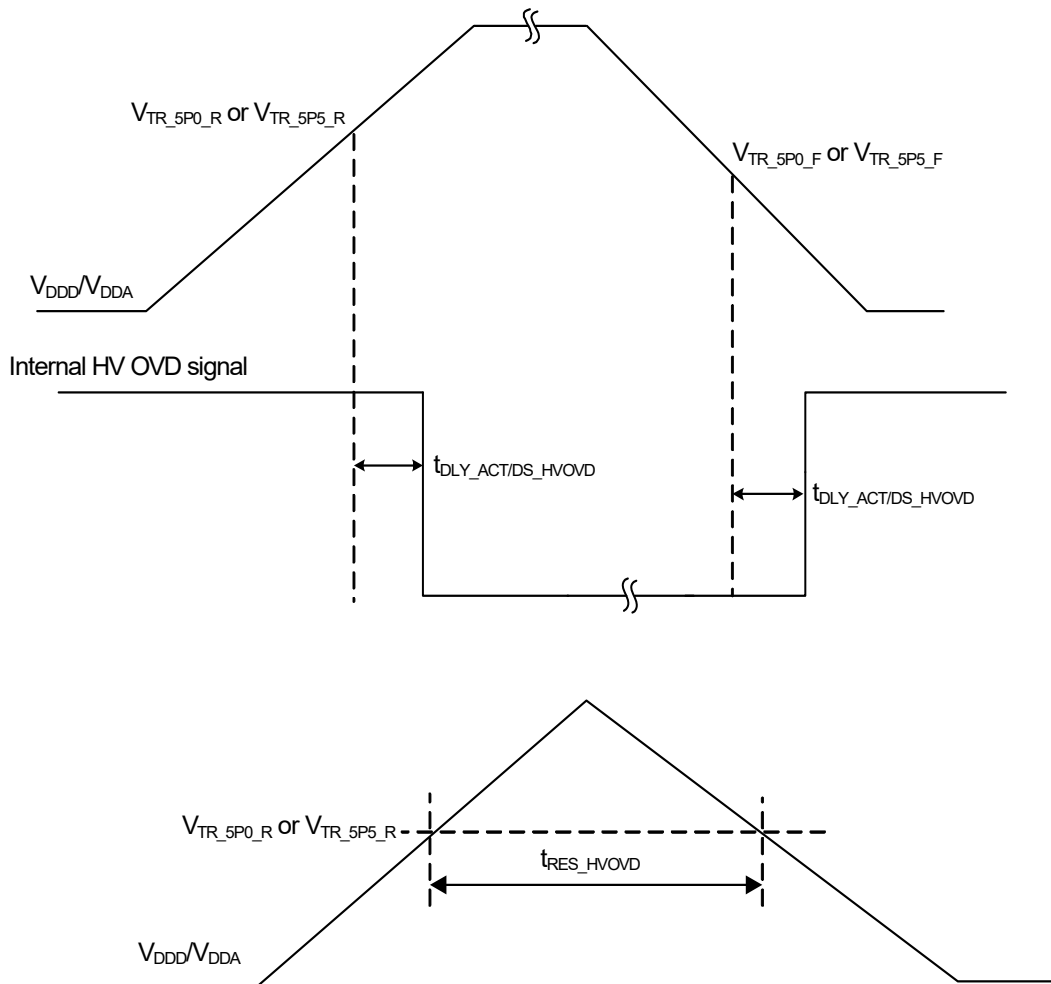 V_TR_5P0_R or V_TR_5P5_R
V_TR_5P0_F or V_TR_5P5_F
V_DDD/V_DDA
Internal HV OVD signal
t_DLY_ACT/DS_HVOVD
t_DLY_ACT/DS_HVOVD
V_TR_5P0_R or V_TR_5P5_R
t_RES_HVOVD
V_DDD/V_DDA